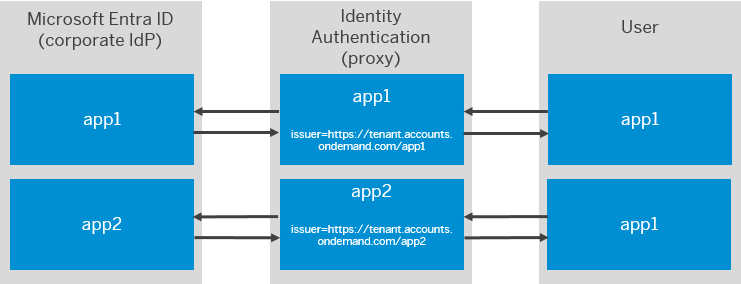 Microsoft Entra ID
(corporate IdP)
Identity
Authentication
(proxy)
User
app1
app1
issuer=https://tenant.accounts.
ondemand.com/app1
app1
app2
app2
issuer=https://tenant.accounts.
ondemand.com/app2
app1